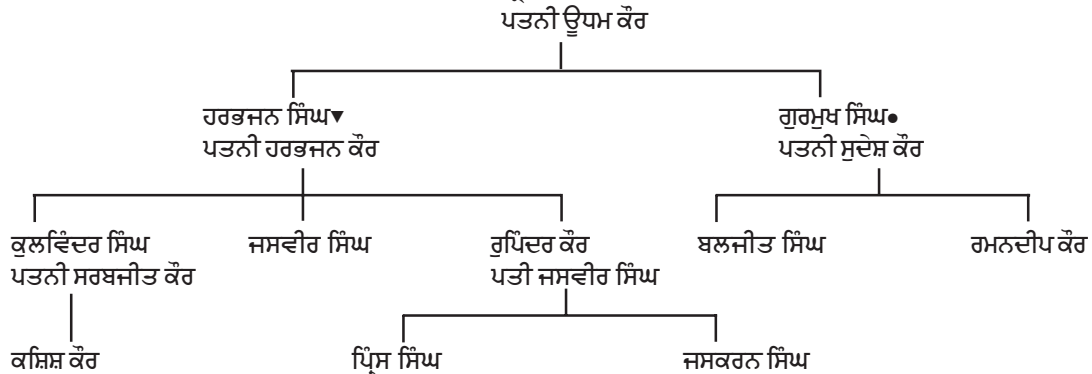 ਪਤਨੀ ਊਧਮ ਕੌਰ
ਹਰਭਜਨ ਸਿੰਘ▾ ਗੁਰਮੁਖ ਸਿੰਘ●
ਪਤਨੀ ਹਰਭਜਨ ਕੌਰ ਪਤਨੀ ਸੁਦੇਸ਼ ਕੌਰ
ਕੁਲਵਿੰਦਰ ਸਿੰਘ ਜਸਵੀਰ ਸਿੰਘ ਰੁਪਿੰਦਰ ਕੌਰ ਬਲਜੀਤ ਸਿੰਘ ਰਮਨਦੀਪ ਕੌਰ
ਪਤਨੀ ਸਰਬਜੀਤ ਕੌਰ ਪਤੀ ਜਸਵੀਰ ਸਿੰਘ
ਕਸ਼ਿਸ਼ ਕੌਰ ਪ੍ਰਿੰਸ ਸਿੰਘ ਜਸਕਰਨ ਸਿੰਘ